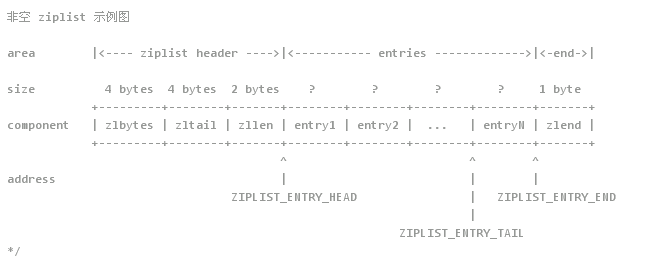 非空 ziplist 示例图
area |<---- ziplist header ---->|<----------- entries ------------->|<-end->|
size 4 bytes 4 bytes 2 bytes ? ? ? ? 1 byte
+---------+--------+-------+--------+--------+--------+--------+-------+
component | zlbytes | zltail | zllen | entry1 | entry2 | ... | entryN | zlend |
+---------+--------+-------+--------+--------+--------+--------+-------+
^ ^ ^
address | | |
ZIPLIST_ENTRY_HEAD | ZIPLIST_ENTRY_END
|
ZIPLIST_ENTRY_TAIL
*/